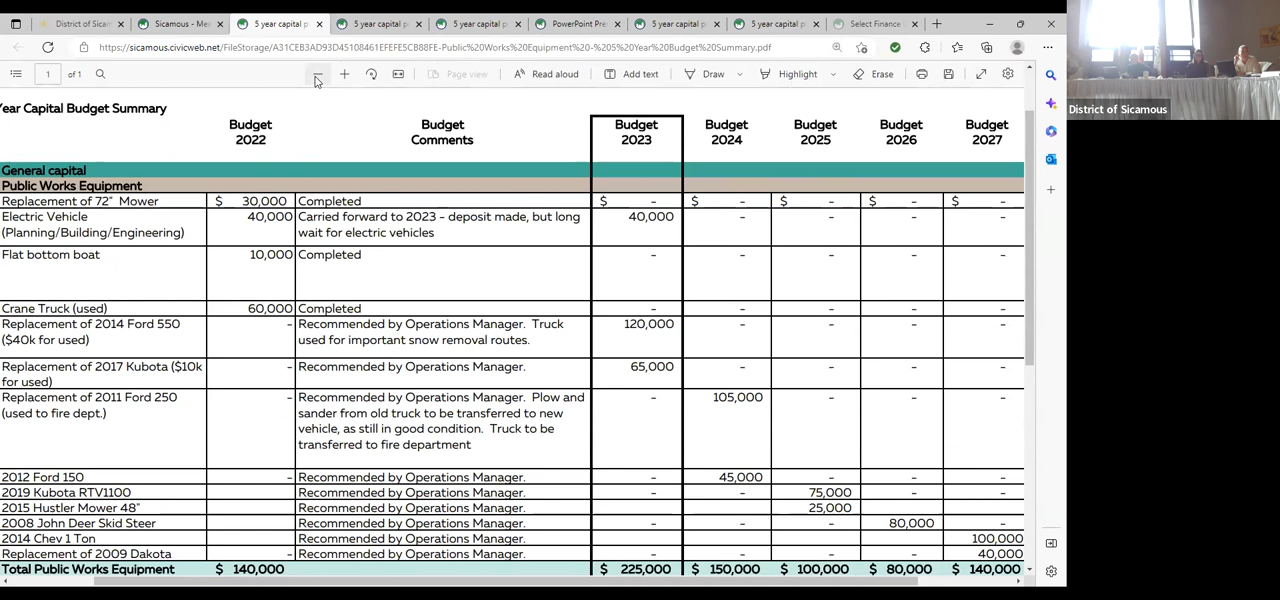 District of Sicam
Sicamous - Me
5 year capital p
5 year capital p
5 year capital p
PowerPoint Pre
5 year capital p
5 year capital p
Select Finance
https://sicamous.civicweb.net/FileStorage/A31CEB3AD93D45108461EFEFE5CB88FE-Public%20Works%20Equipment%20-%205%20Year%20Budget%20Summary.pdf
1 of 1
Page view
Read aloud
Add text
Draw
Highlight
Erase
District of Sicamous
Year Capital Budget Summary
Budget Budget Budget Budget Budget Budget Budget
2022 Comments 2023 2024 2025 2026 2027
General capital
Public Works Equipment
Replacement of 72" Mower $ 30,000 Completed $ - $ - $ - $ - $ -
Electric Vehicle 40,000 Carried forward to 2023 - deposit made, but long 40,000 - - - -
(Planning/Building/Engineering) wait for electric vehicles
Flat bottom boat 10,000 Completed - - - - -
Crane Truck (used) 60,000 Completed - - - - -
Replacement of 2014 Ford 550 - Recommended by Operations Manager. Truck 120,000 - - - -
($40k for used) used for important snow removal routes.
Replacement of 2017 Kubota ($10k - Recommended by Operations Manager. 65,000 - - - -
for used)
Replacement of 2011 Ford 250 - Recommended by Operations Manager. Plow and - 105,000 - - -
(used to fire dept.) sander from old truck to be transferred to new
vehicle, as still in good condition. Truck to be
transferred to fire department
2012 Ford 150 - Recommended by Operations Manager. - 45,000 - - -
2019 Kubota RTV1100 Recommended by Operations Manager. - - 75,000 - -
2015 Hustler Mower 48" Recommended by Operations Manager. 25,000
2008 John Deer Skid Steer Recommended by Operations Manager. - - - 80,000 -
2014 Chev 1 Ton Recommended by Operations Manager. 100,000
Replacement of 2009 Dakota - Recommended by Operations Manager. - - - - 40,000
Total Public Works Equipment $ 140,000 $ 225,000 $ 150,000 $ 100,000 $ 80,000 $ 140,000